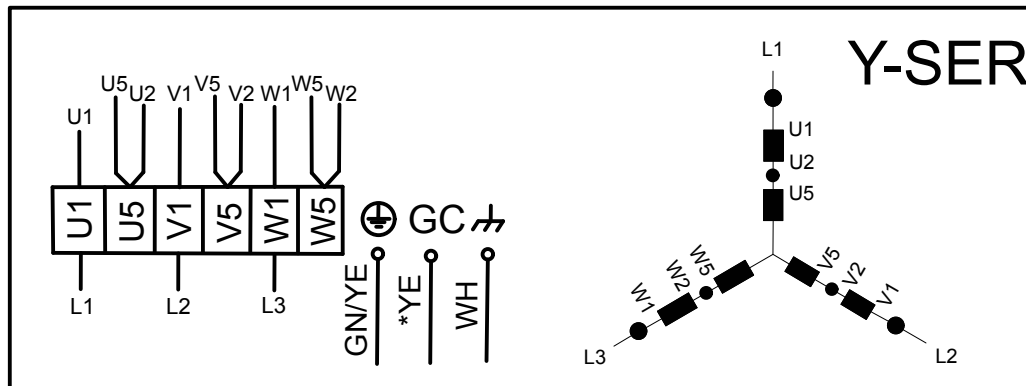 Y-SER
U1 U5 U2 V1 V5 V2 W1 W5 W2
U1 U5 V1 V5 W1 W5
L1 L2 L3
GC
GN/YE *YE WH
L1
U1
U2
U5
W1 W2 W5
V5 V2 V1
L3
L2